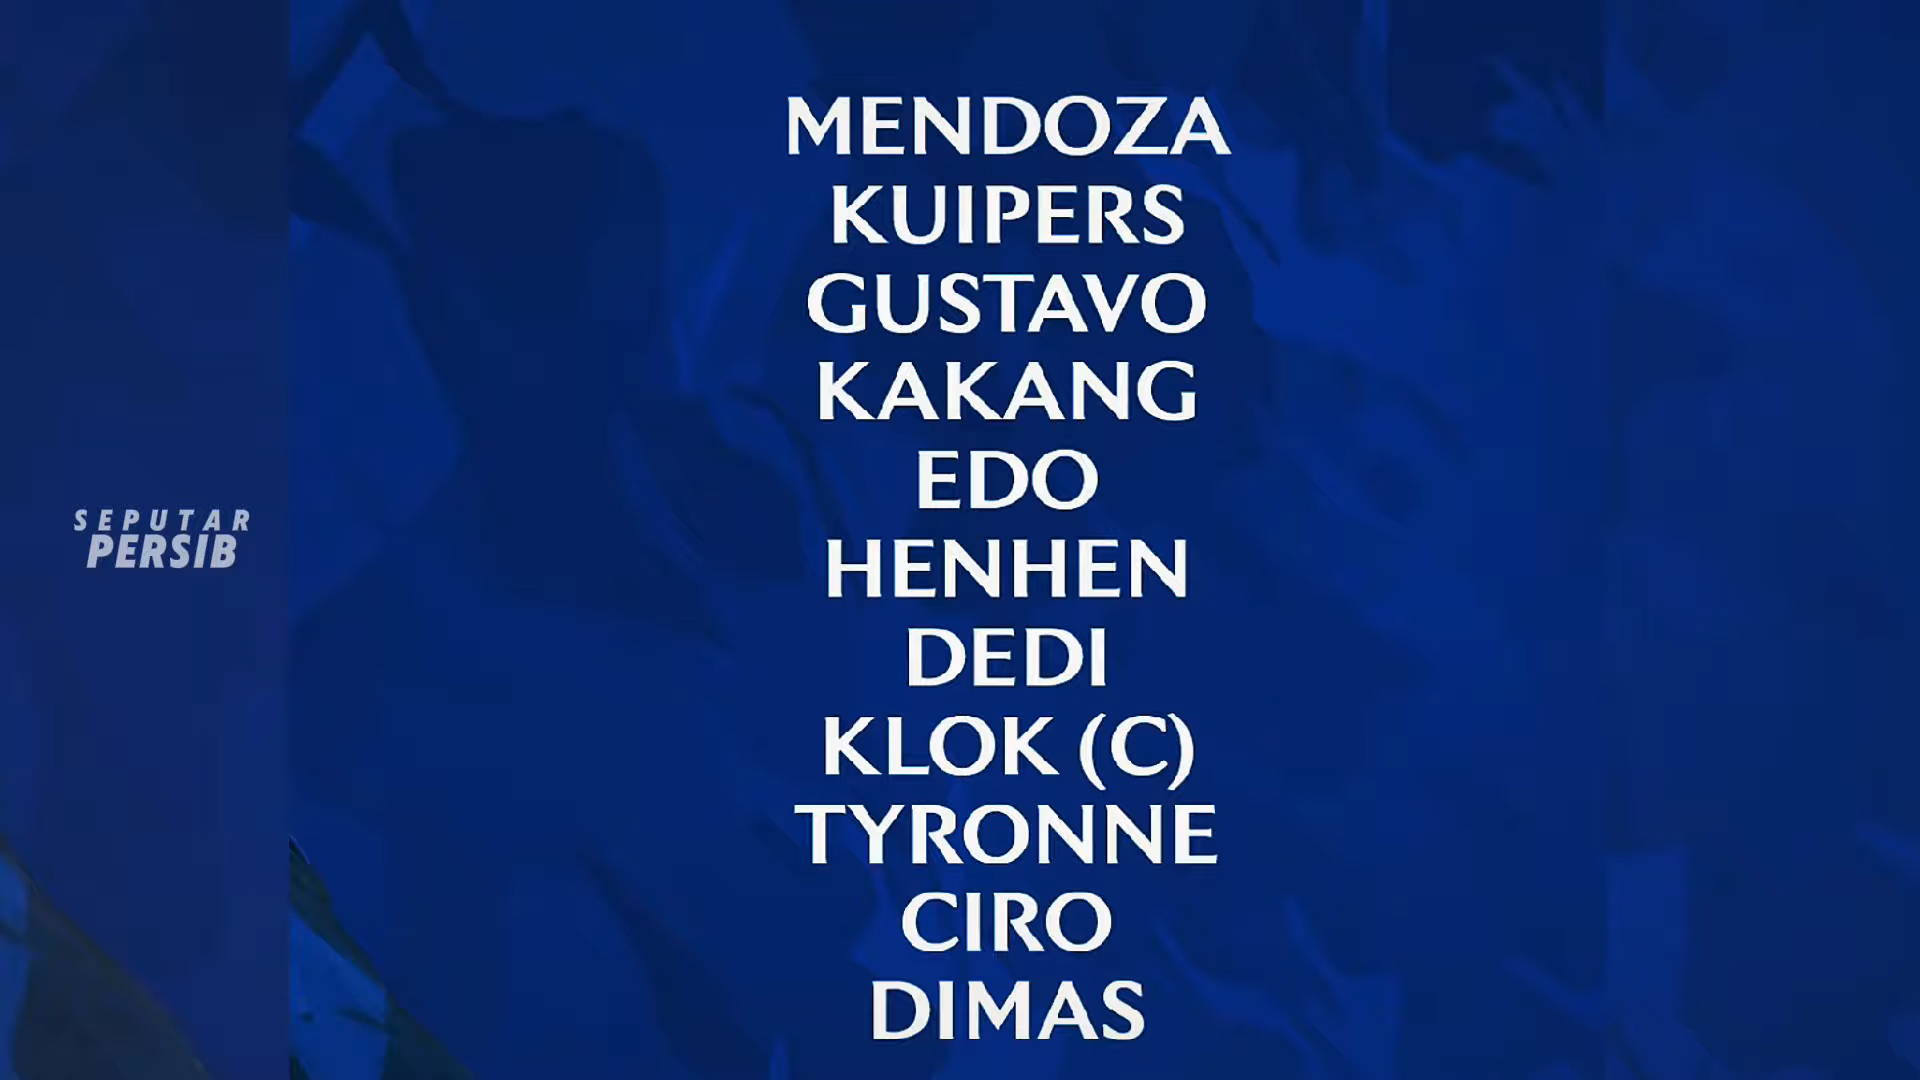 MENDOZA
KUIPERS
GUSTAVO
KAKANG
EDO
HENHEN
DEDI
KLOK (C)
TYRONNE
CIRO
DIMAS
SEPUTAR
PERSIB